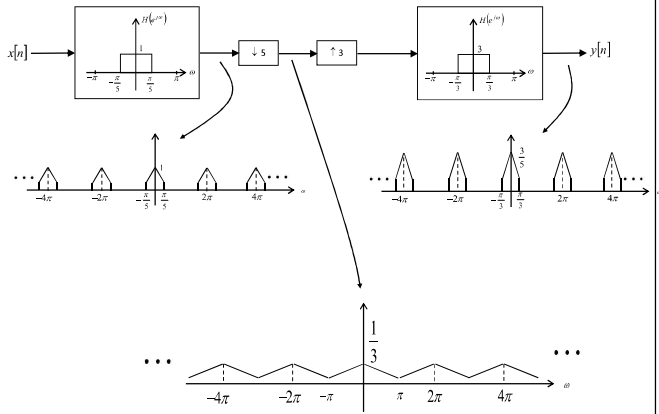 x[n]
H(e^{jω})
1
−π −π/5 π/5 π ω
↓ 5
↑ 3
H(e^{jω})
3
−π −π/3 π/3 π ω
y[n]
••• 1 •••
−4π −2π −π/5 π/5 2π 4π ω
••• 3/5 •••
−4π −2π −π/3 π/3 2π 4π
1/3
••• •••
−4π −2π −π π 2π 4π ω